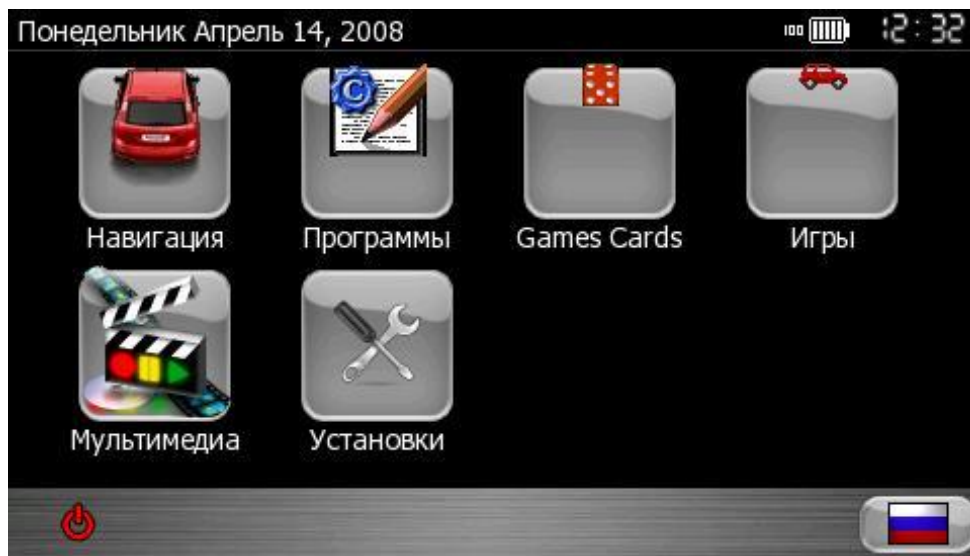 Понедельник Апрель 14, 2008 100 12:32
Навигация Программы Games Cards Игры
Мультимедиа Установки